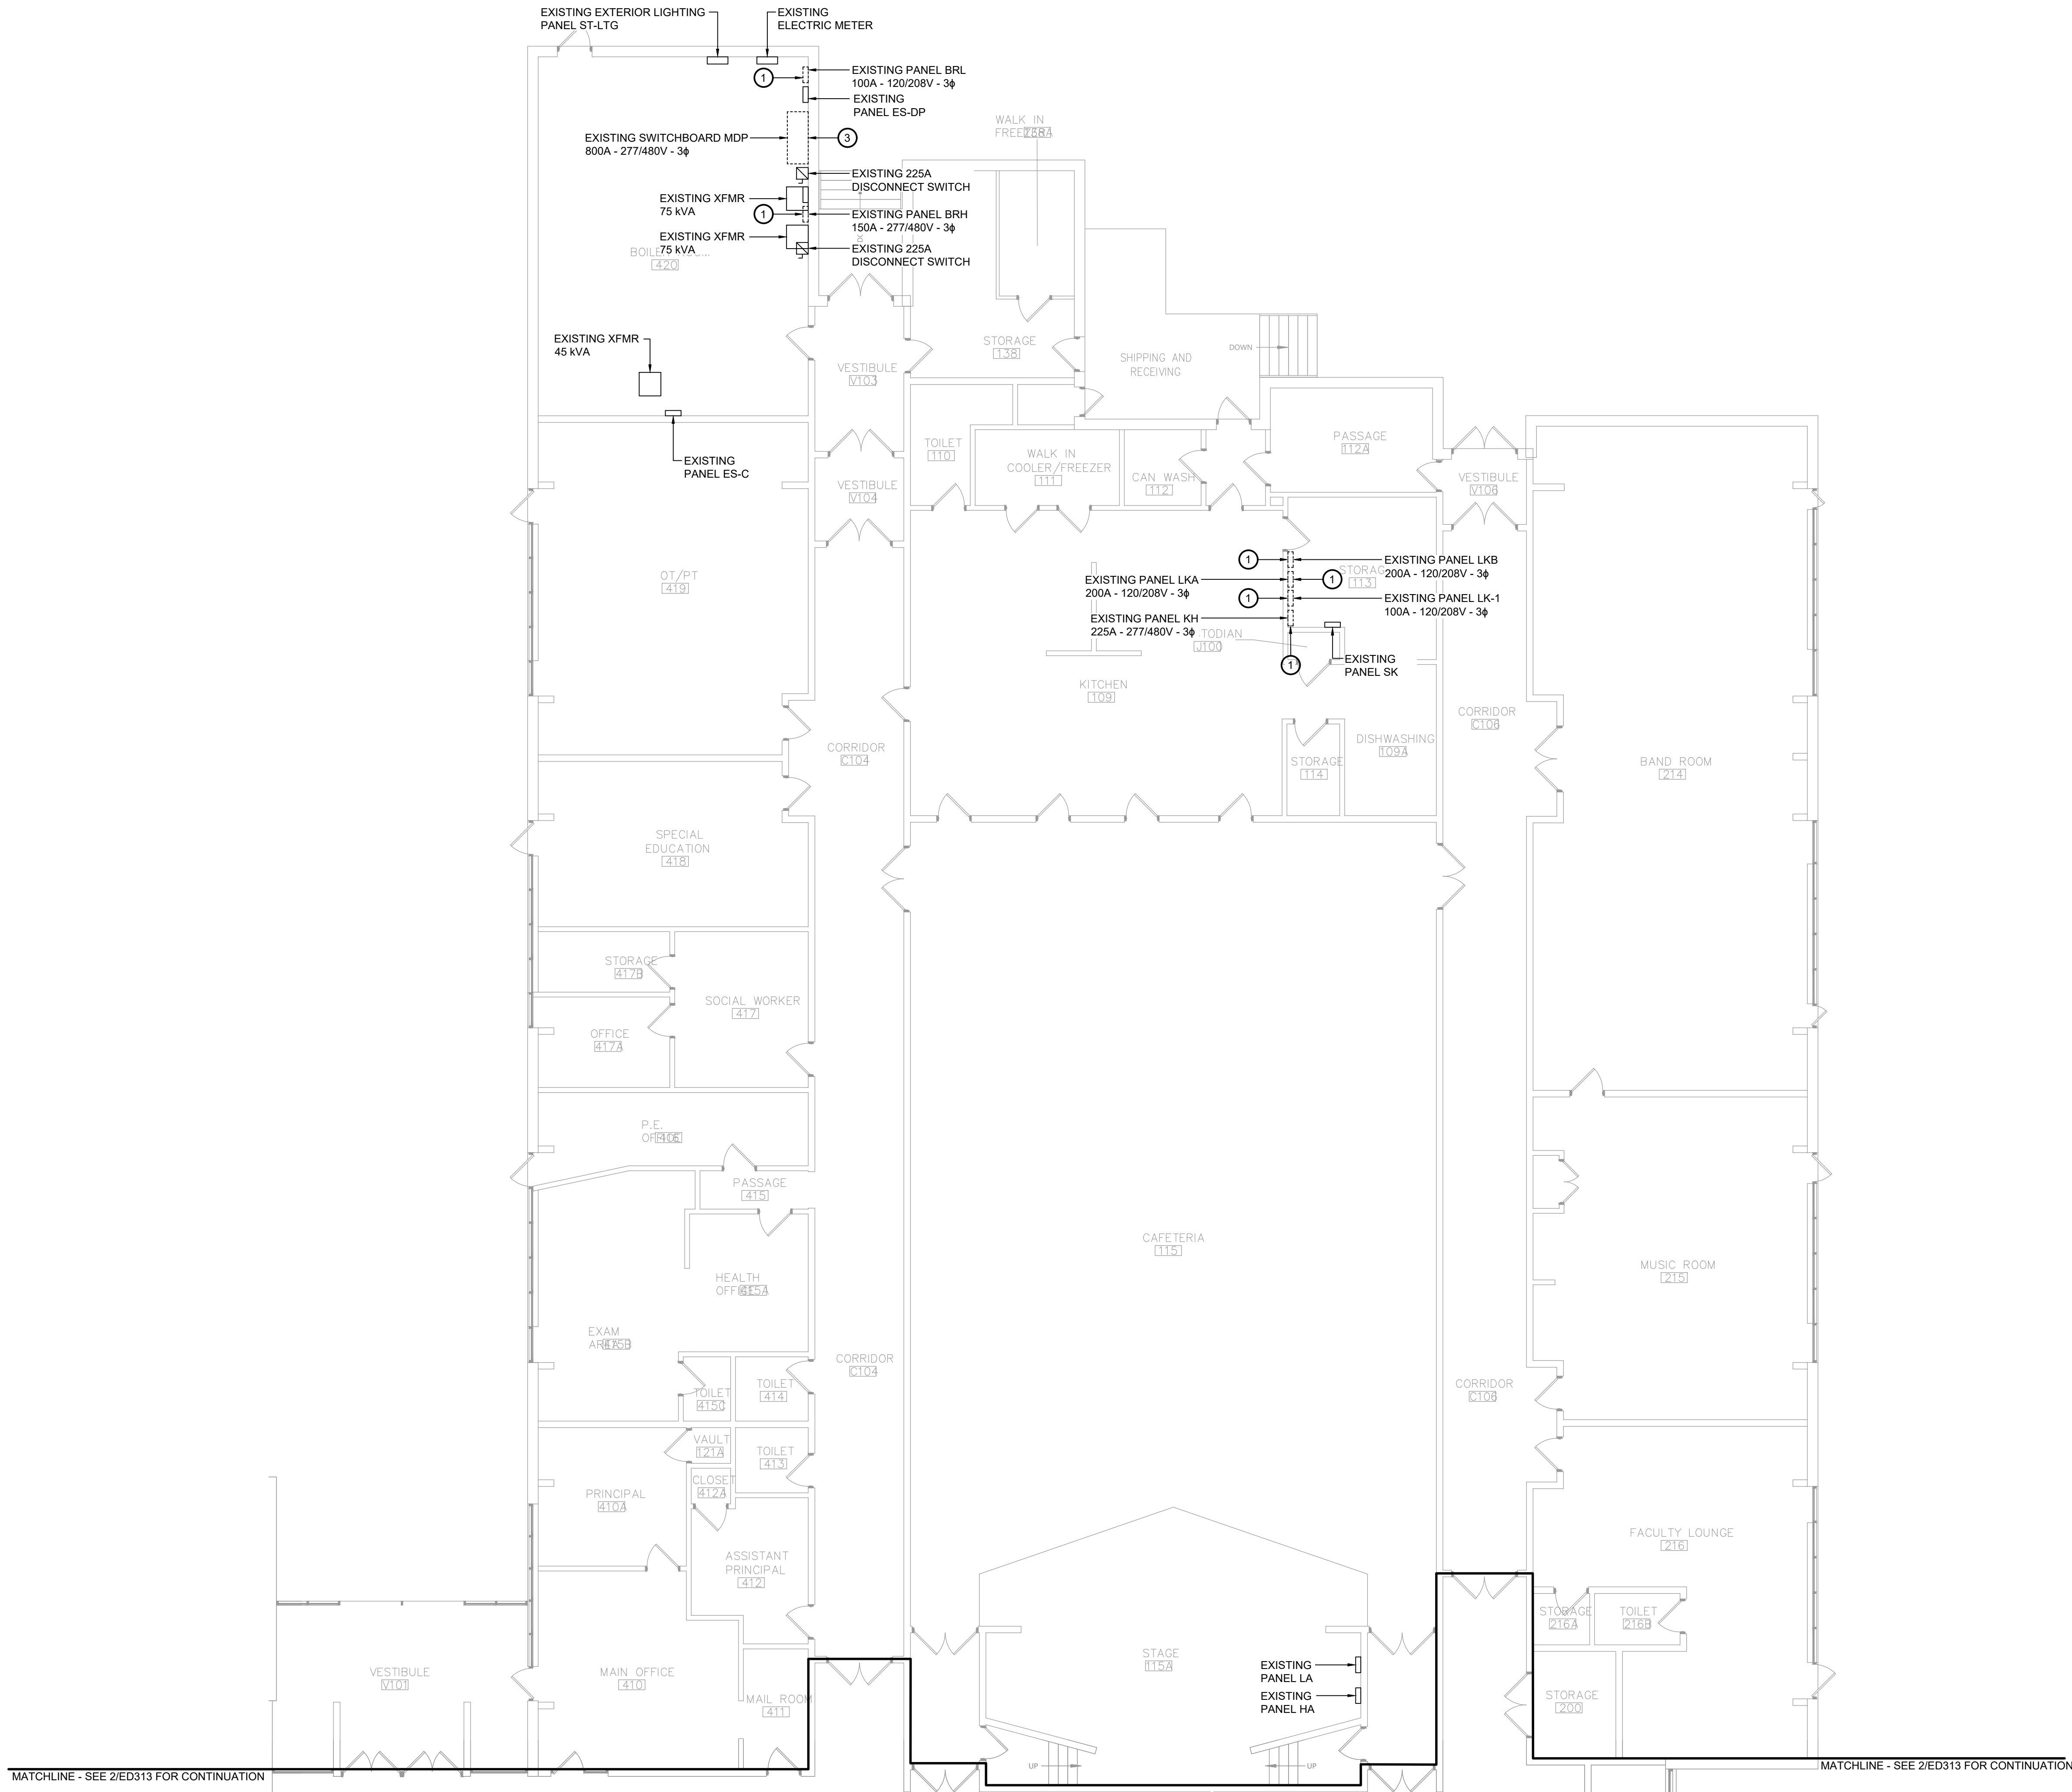 EXISTING EXTERIOR LIGHTING
PANEL ST-LTG
EXISTING
ELECTRIC METER
1
EXISTING PANEL BRL
100A - 120/208V - 3ϕ
EXISTING
PANEL ES-DP
EXISTING SWITCHBOARD MDP
800A - 277/480V - 3ϕ
3
EXISTING 225A
DISCONNECT SWITCH
EXISTING XFMR
75 kVA
1
EXISTING PANEL BRH
150A - 277/480V - 3ϕ
EXISTING XFMR
75 kVA
EXISTING 225A
DISCONNECT SWITCH
420
WALK IN
EXISTING XFMR
45 kVA
EXISTING
PANEL ES-C
STORAGE
138
SHIPPING AND
RECEIVING
DOWN
VESTIBULE
V103
VESTIBULE
V104
TOILET
110
WALK IN
COOLER/FREEZER
111
CAN WASH
112
PASSAGE
112A
VESTIBULE
V106
OT/PT
419
1
EXISTING PANEL LKB
200A - 120/208V - 3ϕ
EXISTING PANEL LKA
200A - 120/208V - 3ϕ
1
113
1
EXISTING PANEL LK-1
100A - 120/208V - 3ϕ
EXISTING PANEL KH
225A - 277/480V - 3ϕ
J100
1
EXISTING
PANEL SK
KITCHEN
109
CORRIDOR
C104
CORRIDOR
C106
DISHWASHING
109A
STORAGE
114
BAND ROOM
214
SPECIAL
EDUCATION
418
STORAGE
417B
SOCIAL WORKER
417
OFFICE
417A
P.E.
416
PASSAGE
415
HEALTH
415A
EXAM
415B
CAFETERIA
115
MUSIC ROOM
215
CORRIDOR
C104
TOILET
415C
TOILET
414
CORRIDOR
C106
VAULT
121A
TOILET
413
CLOSET
412A
PRINCIPAL
410A
ASSISTANT
PRINCIPAL
412
FACULTY LOUNGE
216
STORAGE
216A
TOILET
216B
VESTIBULE
V101
MAIN OFFICE
410
MAIL ROOM
411
STAGE
115A
EXISTING
PANEL LA
EXISTING
PANEL HA
STORAGE
200
UP
UP
MATCHLINE - SEE 2/ED313 FOR CONTINUATION
MATCHLINE - SEE 2/ED313 FOR CONTINUATION